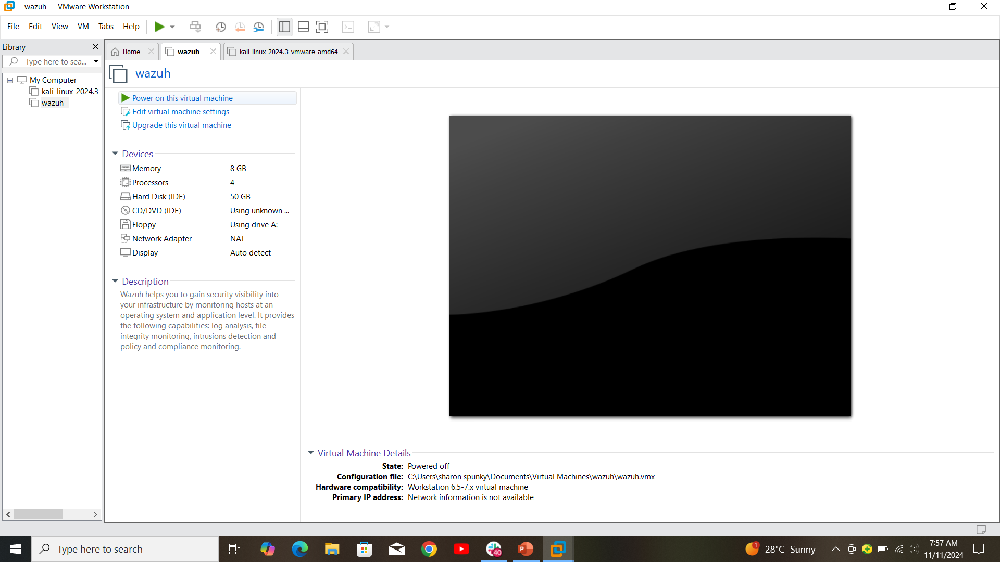 wazuh - VMware Workstation
File Edit View VM Tabs Help
Library
Type here to sea...
My Computer
kali-linux-2024.3-
wazuh
Home
wazuh
kali-linux-2024.3-vmware-amd64
wazuh
Power on this virtual machine
Edit virtual machine settings
Upgrade this virtual machine
Devices
Memory 8 GB
Processors 4
Hard Disk (IDE) 50 GB
CD/DVD (IDE) Using unknown ...
Floppy Using drive A:
Network Adapter NAT
Display Auto detect
Description
Wazuh helps you to gain security visibility into
your infrastructure by monitoring hosts at an
operating system and application level. It provides
the following capabilities: log analysis, file
integrity monitoring, intrusions detection and
policy and compliance monitoring.
Virtual Machine Details
State: Powered off
Configuration file: C:\Users\sharon spunky\Documents\Virtual Machines\wazuh\wazuh.vmx
Hardware compatibility: Workstation 6.5-7.x virtual machine
Primary IP address: Network information is not available
Type here to search
40
P
1
28°C Sunny
7:57 AM
11/11/2024